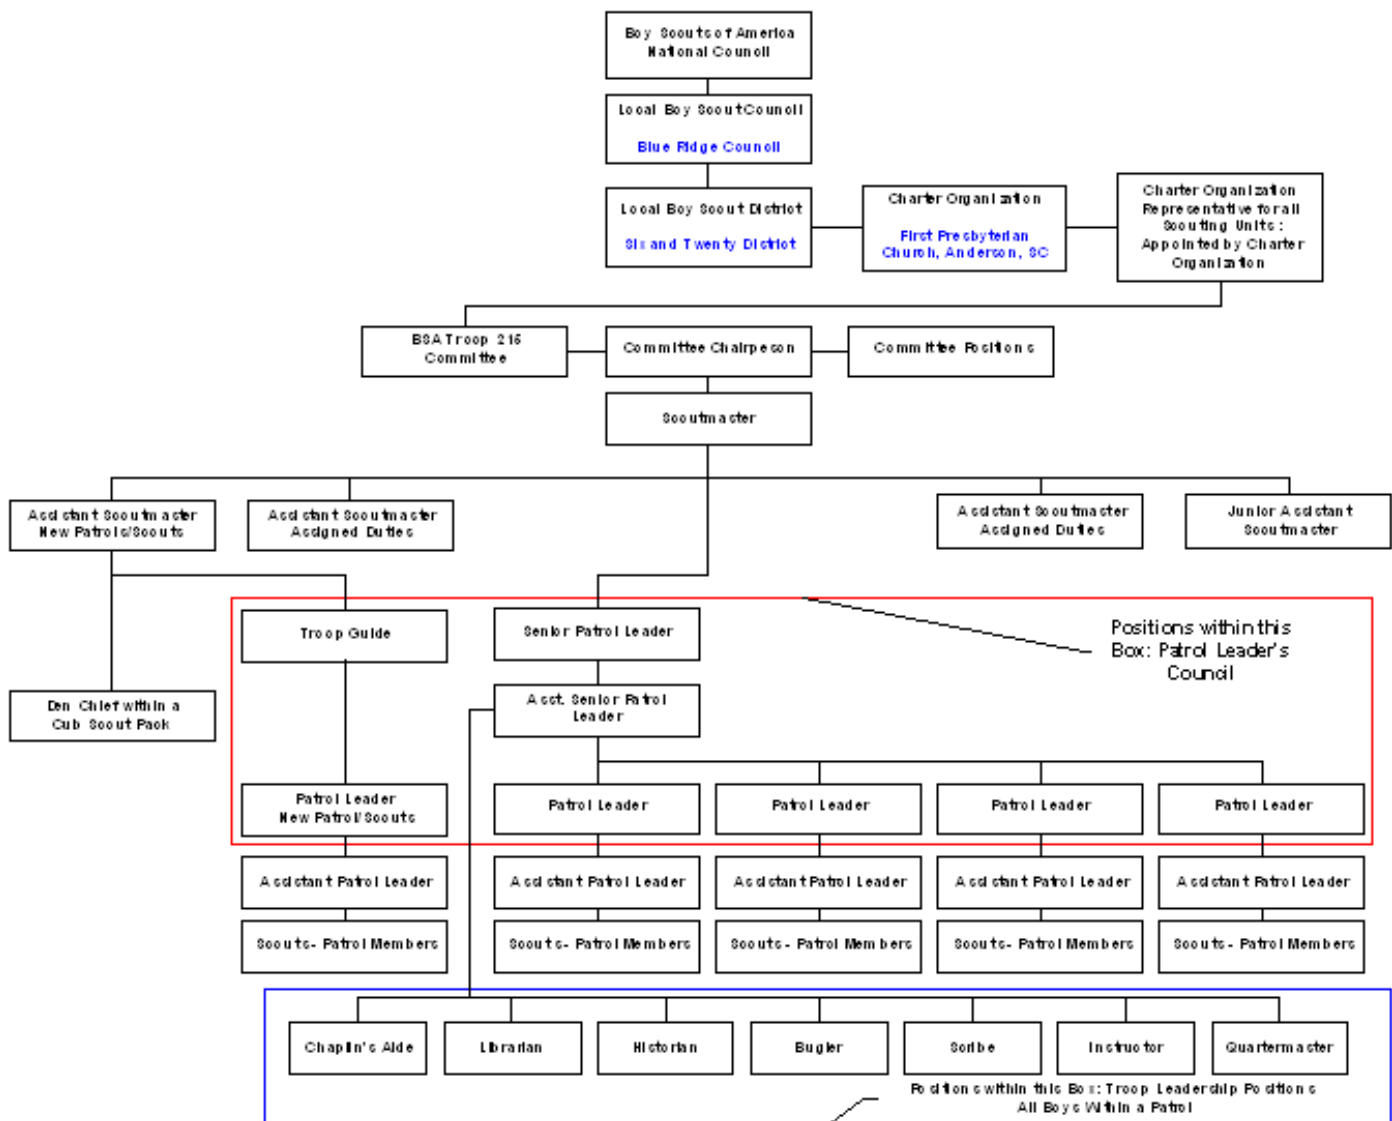 Boy Scouts of America
National Council
Local Boy Scout Council
Blue Ridge Council
Local Boy Scout District
Six and Twenty District
Charter Organization
First Presbyterian
Church, Anderson, SC
Charter Organization
Representative for all
Scouting Units:
Appointed by Charter
Organization
BSA Troop 215
Committee
Committee Chairpeson
Committee Positions
Scoutmaster
Assistant Scoutmaster
New Patrols/Scouts
Assistant Scoutmaster
Assigned Duties
Assistant Scoutmaster
Assigned Duties
Junior Assistant
Scoutmaster
Troop Guide
Senior Patrol Leader
Positions within this
Box: Patrol Leader's
Council
Den Chief within a
Cub Scout Pack
Asst. Senior Patrol
Leader
Patrol Leader
New Patrol/Scouts
Patrol Leader
Patrol Leader
Patrol Leader
Patrol Leader
Assistant Patrol Leader
Assistant Patrol Leader
Assistant Patrol Leader
Assistant Patrol Leader
Assistant Patrol Leader
Scouts - Patrol Members
Scouts - Patrol Members
Scouts - Patrol Members
Scouts - Patrol Members
Scouts - Patrol Members
Chaplin's Aide
Librarian
Historian
Bugler
Scribe
Instructor
Quartermaster
Positions within this Box: Troop Leadership Positions
All Boys Within a Patrol